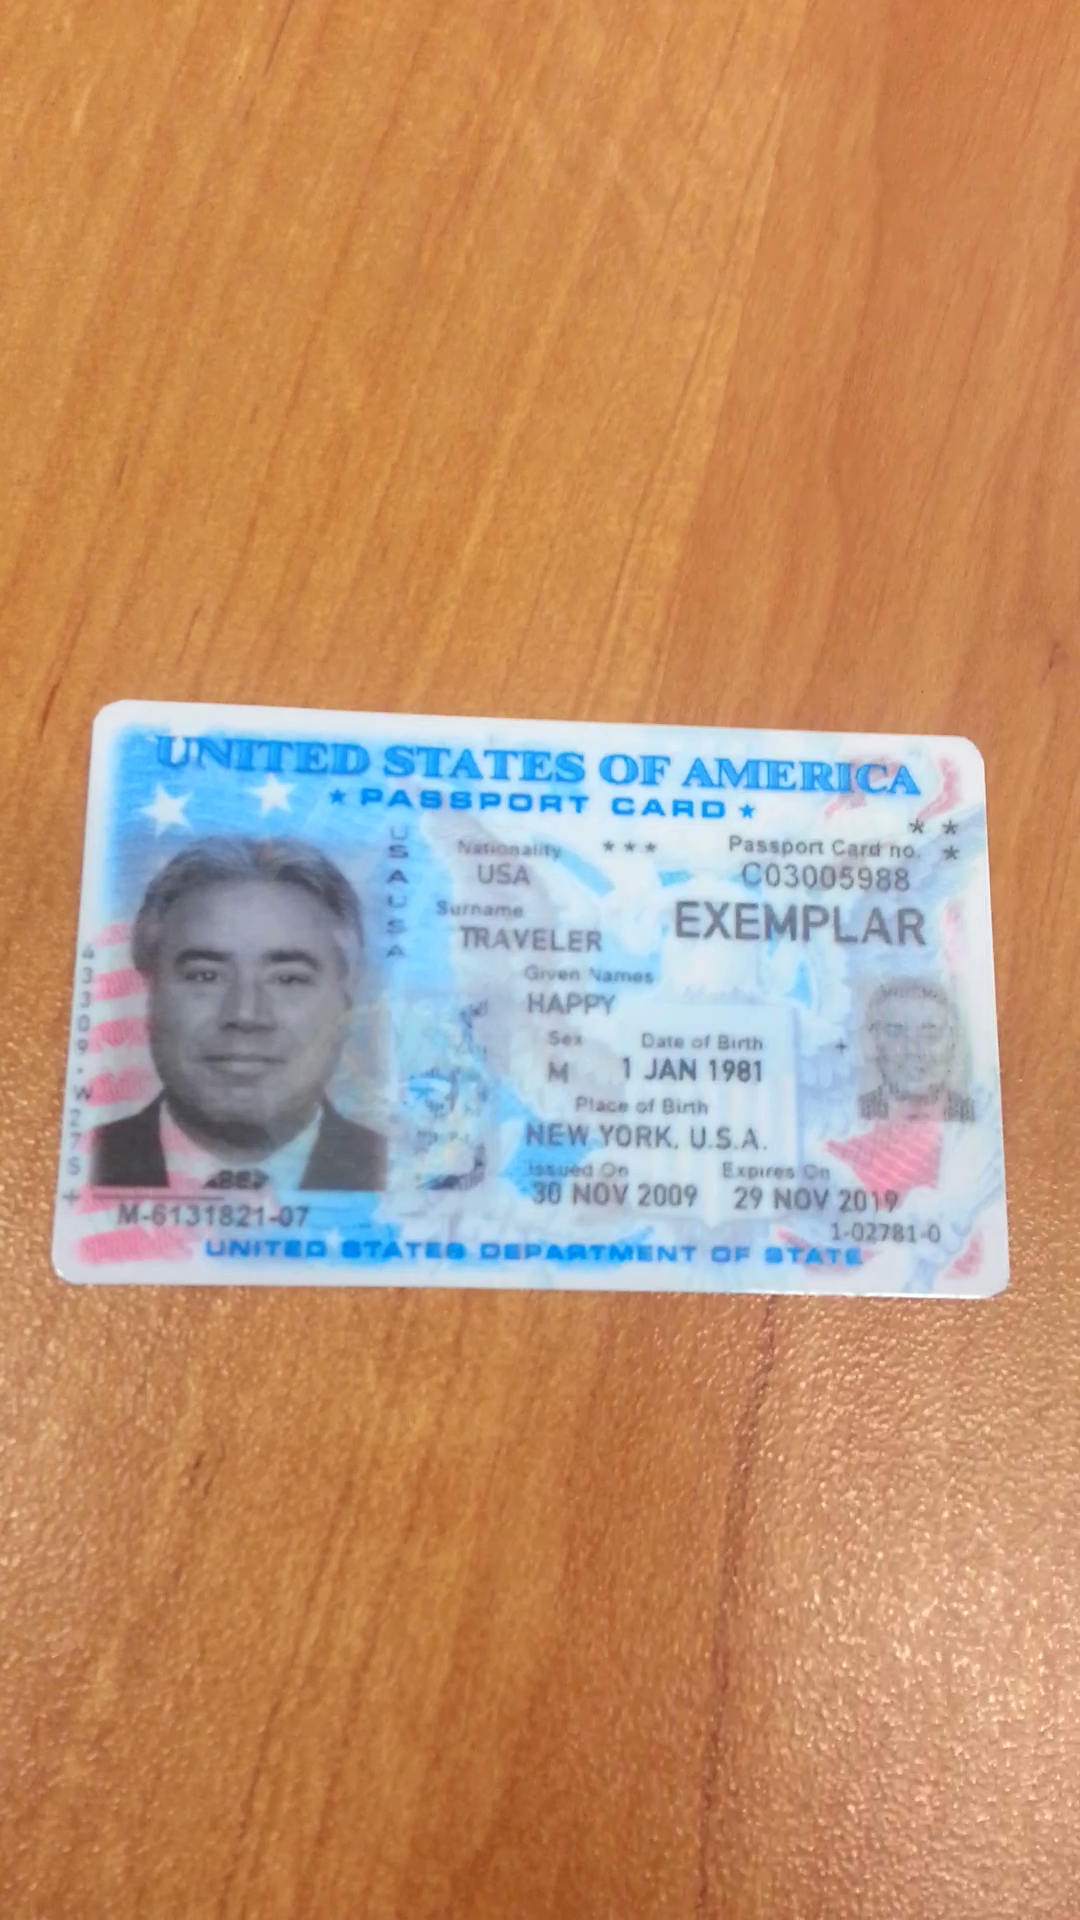 UNITED STATES OF AMERICA
★ PASSPORT CARD ★
USAUSA
Nationality * * * Passport Card no. * * *
USA C03005988
Surname EXEMPLAR
TRAVELER
Given Names
HAPPY
Sex Date of Birth
M 1 JAN 1981
Place of Birth
NEW YORK, U.S.A.
Issued On Expires On
30 NOV 2009 29 NOV 2019
M-6131821-07 1-02781-0
UNITED STATES DEPARTMENT OF STATE